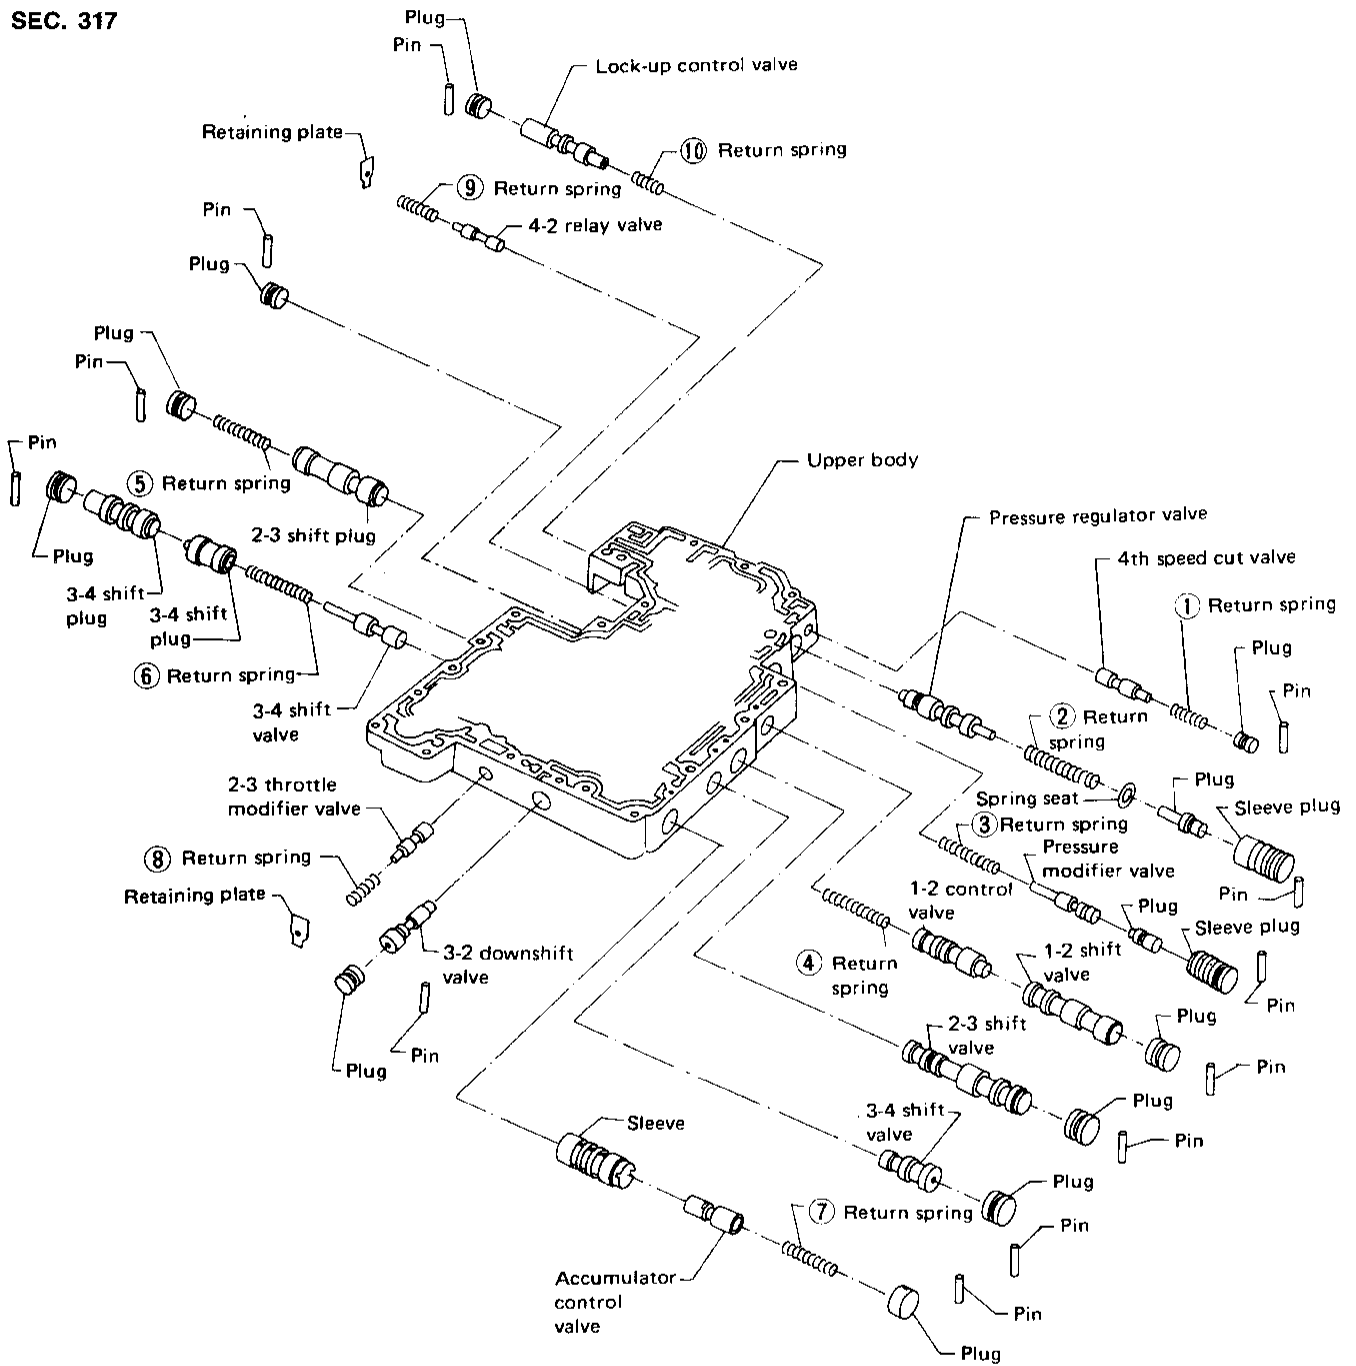 SEC. 317
Plug
Pin
Lock-up control valve
Retaining plate
10 Return spring
9 Return spring
4-2 relay valve
Pin
Plug
Plug
Pin
Pin
5 Return spring
2-3 shift plug
Plug
3-4 shift
plug
3-4 shift
plug
6 Return spring
3-4 shift
valve
Upper body
Pressure regulator valve
4th speed cut valve
1 Return spring
Plug
Pin
2 Return
spring
Plug
Spring seat
Sleeve plug
3 Return spring
Pressure
modifier valve
Pin
2-3 throttle
modifier valve
8 Return spring
Retaining plate
3-2 downshift
valve
Pin
Plug
1-2 control
valve
Plug
Sleeve plug
4 Return
spring
1-2 shift
valve
Pin
Plug
2-3 shift
valve
Pin
Plug
Pin
3-4 shift
valve
Sleeve
Plug
7 Return spring
Pin
Accumulator
control
valve
Pin
Plug